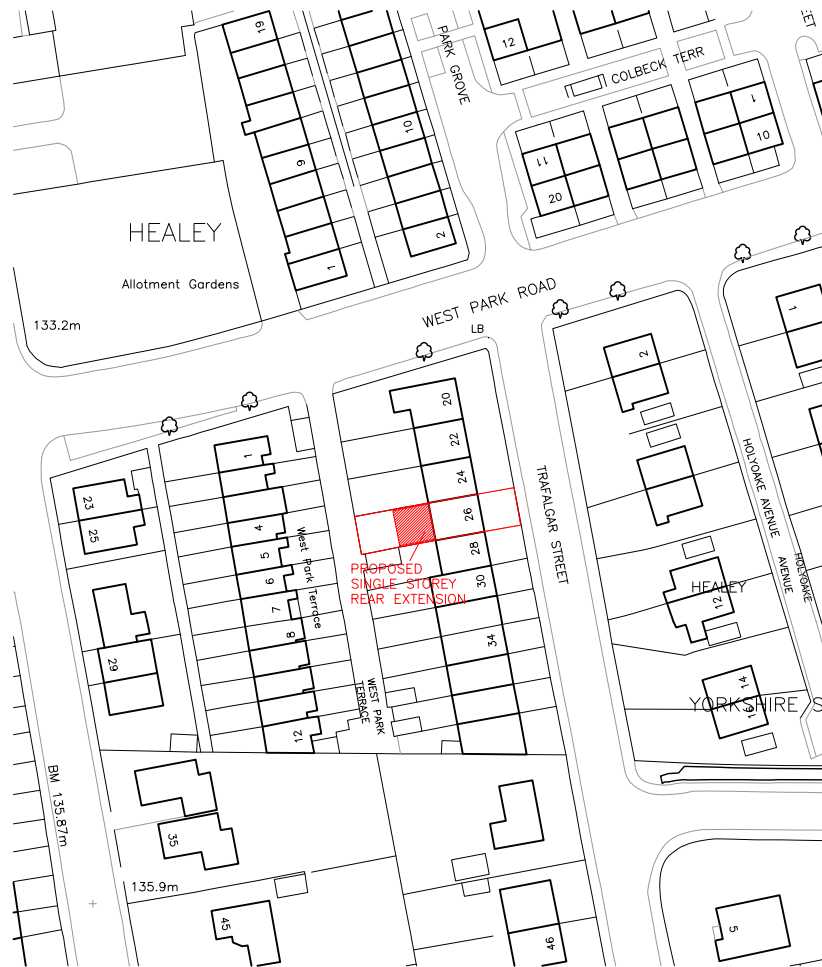 19
PARK GROVE
12
COLBECK TERR
1
10
10
11
20
9
2
1
HEALEY
Allotment Gardens
133.2m
WEST PARK ROAD
LB
1
2
20
22
24
26
28
30
34
TRAFALGAR STREET
HOLYOAKE AVENUE
HOLYOAKE
AVENUE
1
4
5
6
7
8
12
West Park Terrace
23
25
29
PROPOSED
SINGLE STOREY
REAR EXTENSION
HEALEY
12
14
16
YORKSHIRE S
WEST PARK
TERRACE
BM 135.87m
35
135.9m
45
46
5